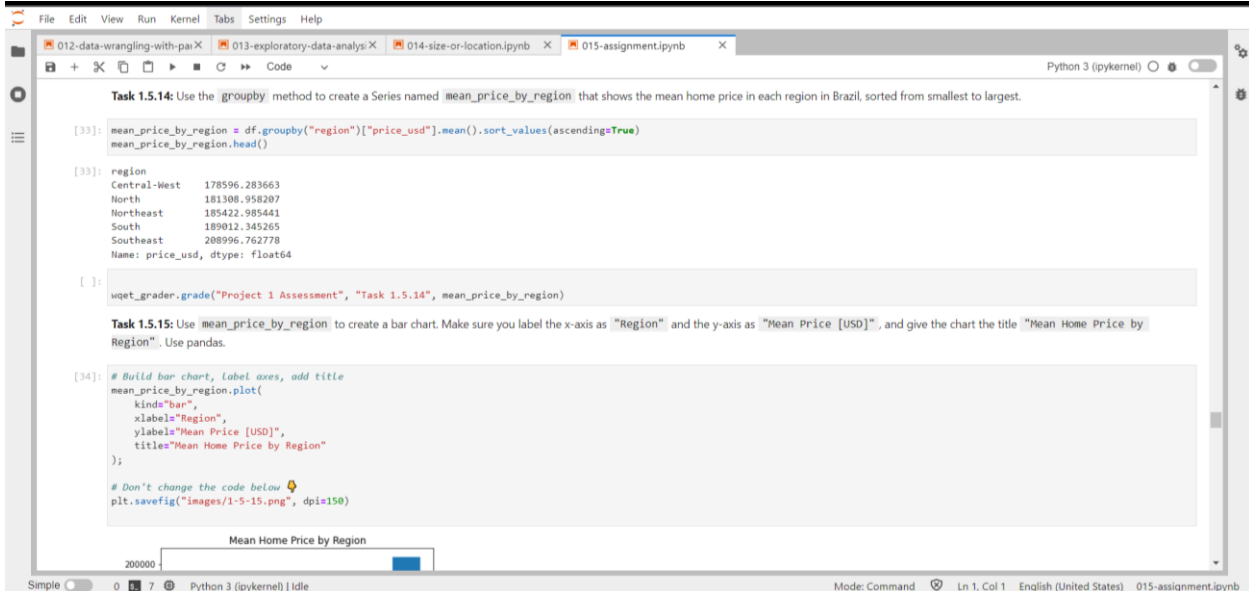 File Edit View Run Kernel Tabs Settings Help
012-data-wrangling-with-pan
013-exploratory-data-analysi
014-size-or-location.ipynb
015-assignment.ipynb
Code
Python 3 (ipykernel)
Task 1.5.14: Use the groupby method to create a Series named mean_price_by_region that shows the mean home price in each region in Brazil, sorted from smallest to largest.
[33]: mean_price_by_region = df.groupby("region")["price_usd"].mean().sort_values(ascending=True)
mean_price_by_region.head()
[33]: region
Central-West 178596.283663
North 181308.958207
Northeast 185422.985441
South 189012.345265
Southeast 208996.762778
Name: price_usd, dtype: float64
[ ]:
wqet_grader.grade("Project 1 Assessment", "Task 1.5.14", mean_price_by_region)
Task 1.5.15: Use mean_price_by_region to create a bar chart. Make sure you label the x-axis as "Region" and the y-axis as "Mean Price [USD]", and give the chart the title "Mean Home Price by
Region". Use pandas.
[34]: # Build bar chart, label axes, add title
mean_price_by_region.plot(
kind="bar",
xlabel="Region",
ylabel="Mean Price [USD]",
title="Mean Home Price by Region"
);
# Don't change the code below 👇
plt.savefig("images/1-5-15.png", dpi=150)
Mean Home Price by Region
200000
Simple 0 7 Python 3 (ipykernel) | Idle Mode: Command Ln 1, Col 1 English (United States) 015-assignment.ipynb